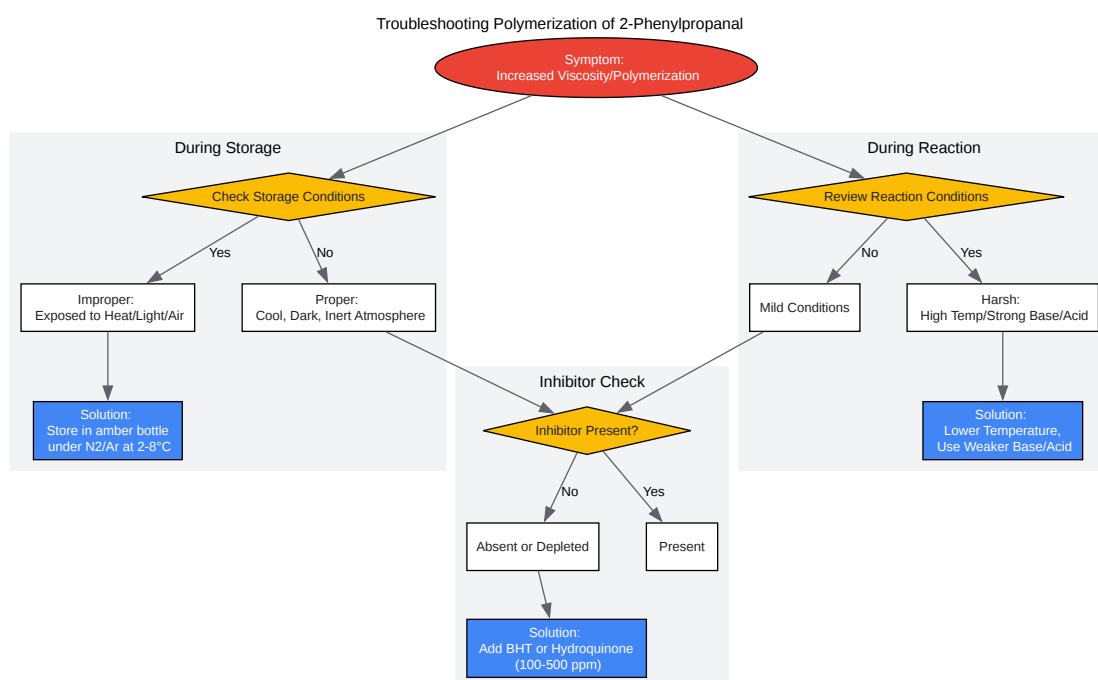 Troubleshooting Polymerization of 2-Phenylpropanal
Symptom:
Increased Viscosity/Polymerization
During Storage
During Reaction
Check Storage Conditions
Review Reaction Conditions
Yes
No
No
Yes
Improper:
Exposed to Heat/Light/Air
Proper:
Cool, Dark, Inert Atmosphere
Mild Conditions
Harsh:
High Temp/Strong Base/Acid
Inhibitor Check
Solution:
Store in amber bottle
under N2/Ar at 2-8°C
Inhibitor Present?
Solution:
Lower Temperature,
Use Weaker Base/Acid
No
Yes
Absent or Depleted
Present
Solution:
Add BHT or Hydroquinone
(100-500 ppm)